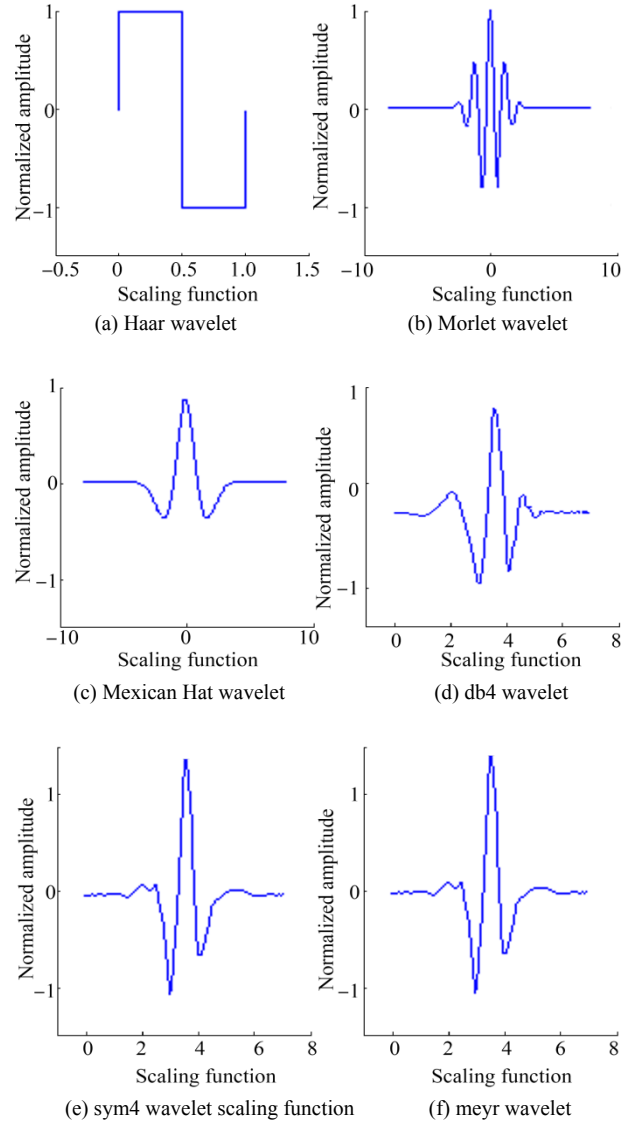 Normalized amplitude
1
0
−1
−0.5
0
0.5
1.0
1.5
Scaling function
(a) Haar wavelet
Normalized amplitude
1
0
−1
−10
0
10
Scaling function
(b) Morlet wavelet
Normalized amplitude
1
0
−1
−10
0
10
Scaling function
(c) Mexican Hat wavelet
Normalized amplitude
1
0
−1
0
2
4
6
8
Scaling function
(d) db4 wavelet
Normalized amplitude
1
0
−1
0
2
4
6
8
Scaling function
(e) sym4 wavelet scaling function
Normalized amplitude
1
0
−1
0
2
4
6
8
Scaling function
(f) meyr wavelet